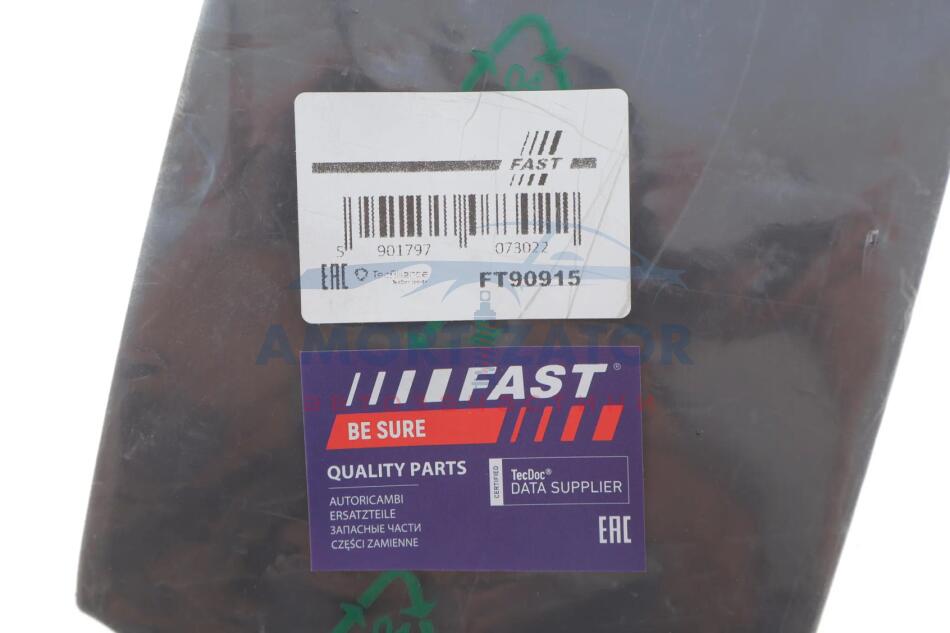 FAST
5 901797 073022
EAC TecAlliance FT90915
AMORTIZATOR
FAST®
BE SURE
QUALITY PARTS
CERTIFIED
TecDoc®
DATA SUPPLIER
AUTORICAMBI
ERSATZTEILE
ЗАПАСНЫЕ ЧАСТИ
CZĘŚCI ZAMIENNE
EAC